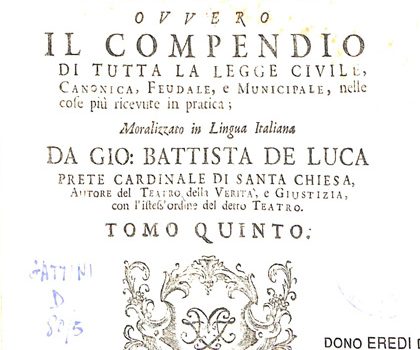 OVVERO
IL COMPENDIO
DI TUTTA LA LEGGE CIVILE,
CANONICA, FEUDALE, e MUNICIPALE, nelle
coſe più ricevute in pratica;
Moralizzato in Lingua Italiana
DA GIO: BATTISTA DE LUCA
PRETE CARDINALE DI SANTA CHIESA,
AUTORE del TEATRO della VERITA', e GIUSTIZIA,
con l'iſteſſ'ordine del detto TEATRO.
TOMO QUINTO.
GATTINI
D
DONO EREDI